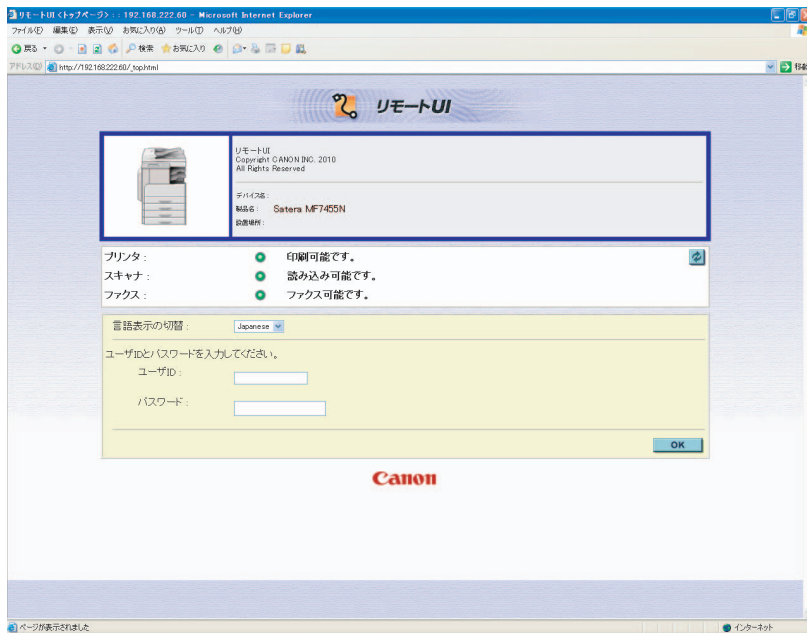 リモートUI <トップページ> : : 192.168.222.60 - Microsoft Internet Explorer
ファイル(F) 編集(E) 表示(V) お気に入り(A) ツール(T) ヘルプ(H)
戻る 検索 お気に入り
アドレス(D) http://192.168.222.60/_top.html 移動
リモートUI
リモートUI
Copyright CANON INC. 2010
All Rights Reserved
デバイス名 :
製品名 : Satera MF7455N
設置場所 :
プリンタ : 印刷可能です。
スキャナ : 読み込み可能です。
ファクス : ファクス可能です。
言語表示の切替 : Japanese
ユーザIDとパスワードを入力してください。
ユーザID :
パスワード :
OK
Canon
ページが表示されました インターネット